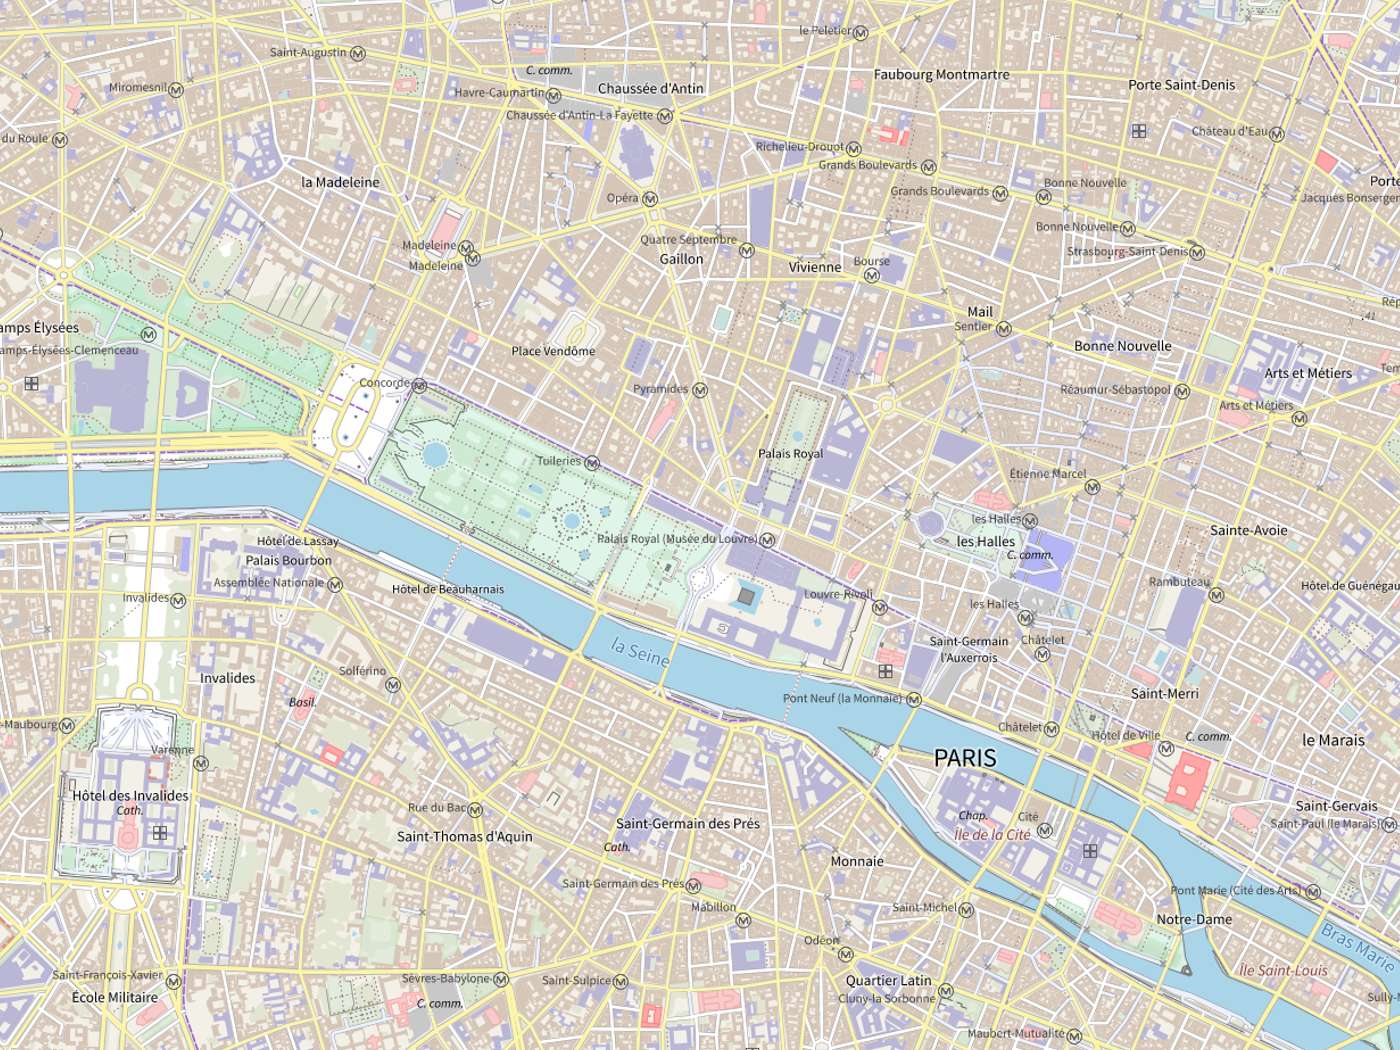 le Peletier
Saint-Augustin
C. comm.
Faubourg Montmartre
Miromesnil
Havre-Caumartin
Chaussée d'Antin
Porte Saint-Denis
Chaussée d'Antin-La Fayette
du Roule
Richelieu-Drouot
Château d'Eau
Grands Boulevards
la Madeleine
Grands Boulevards
Bonne Nouvelle
Porte
Opéra
Jacques Bonsergent
Bonne Nouvelle
Madeleine
Quatre Septembre
Strasbourg-Saint-Denis
Madeleine
Gaillon
Vivienne
Bourse
Mail
Sentier
41
amps Élysées
amps-Élysées-Clemenceau
Place Vendôme
Bonne Nouvelle
Arts et Métiers
Concorde
Pyramides
Réaumur-Sébastopol
Arts et Métiers
Palais Royal
Tuileries
Étienne Marcel
les Halles
Sainte-Avoie
Hôtel de Lassay
Palais Royal (Musée du Louvre)
les Halles
C. comm.
Palais Bourbon
Assemblée Nationale
Hôtel de Beauharnais
Rambuteau
Hôtel de Guénégau
Invalides
Louvre-Rivoli
les Halles
Saint-Germain
l'Auxerrois
Châtelet
la Seine
Solférino
Invalides
Saint-Merri
Basil.
Pont Neuf (la Monnaie)
-Maubourg
Châtelet
Hôtel de Ville
C. comm.
le Marais
Varenne
PARIS
Hôtel des Invalides
Cath.
Rue du Bac
Saint-Germain des Prés
Chap.
Cité
Saint-Gervais
Saint-Paul (le Marais)
Saint-Thomas d'Aquin
Île de la Cité
Cath.
Monnaie
Saint-Germain des Prés
Pont Marie (Cité des Arts)
Mabillon
Saint-Michel
Notre-Dame
Odéon
Bras Marie
Saint-François-Xavier
Sèvres-Babylone
Saint-Sulpice
Quartier Latin
Île Saint-Louis
École Militaire
C. comm.
Cluny-la Sorbonne
Sully-M
Maubert-Mutualité